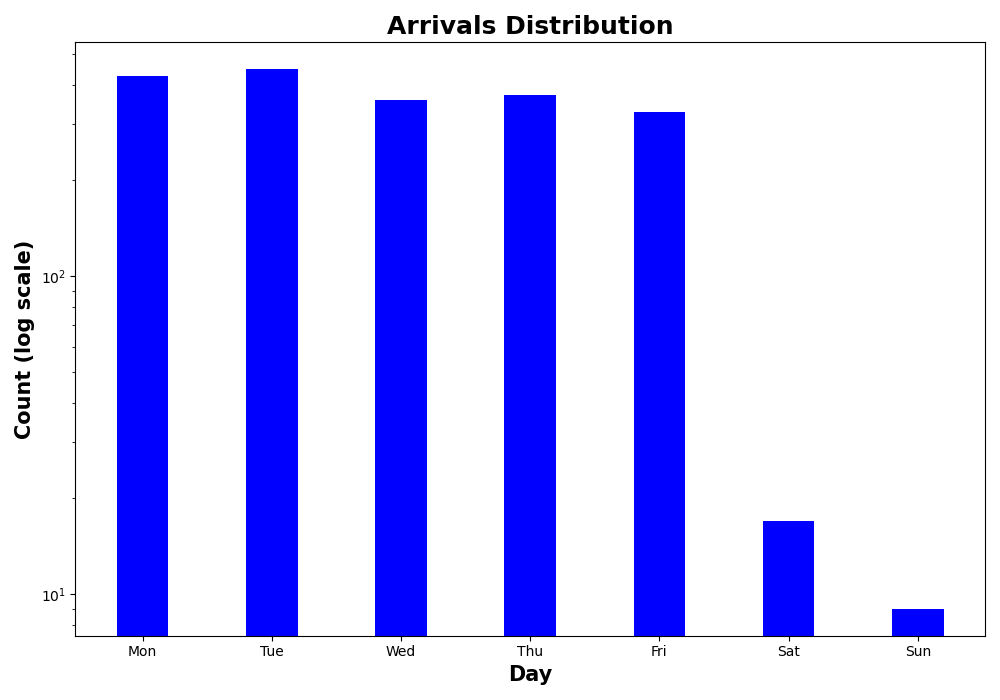 Arrivals Distribution
Count (log scale)
10²
10¹
Mon Tue Wed Thu Fri Sat Sun
Day